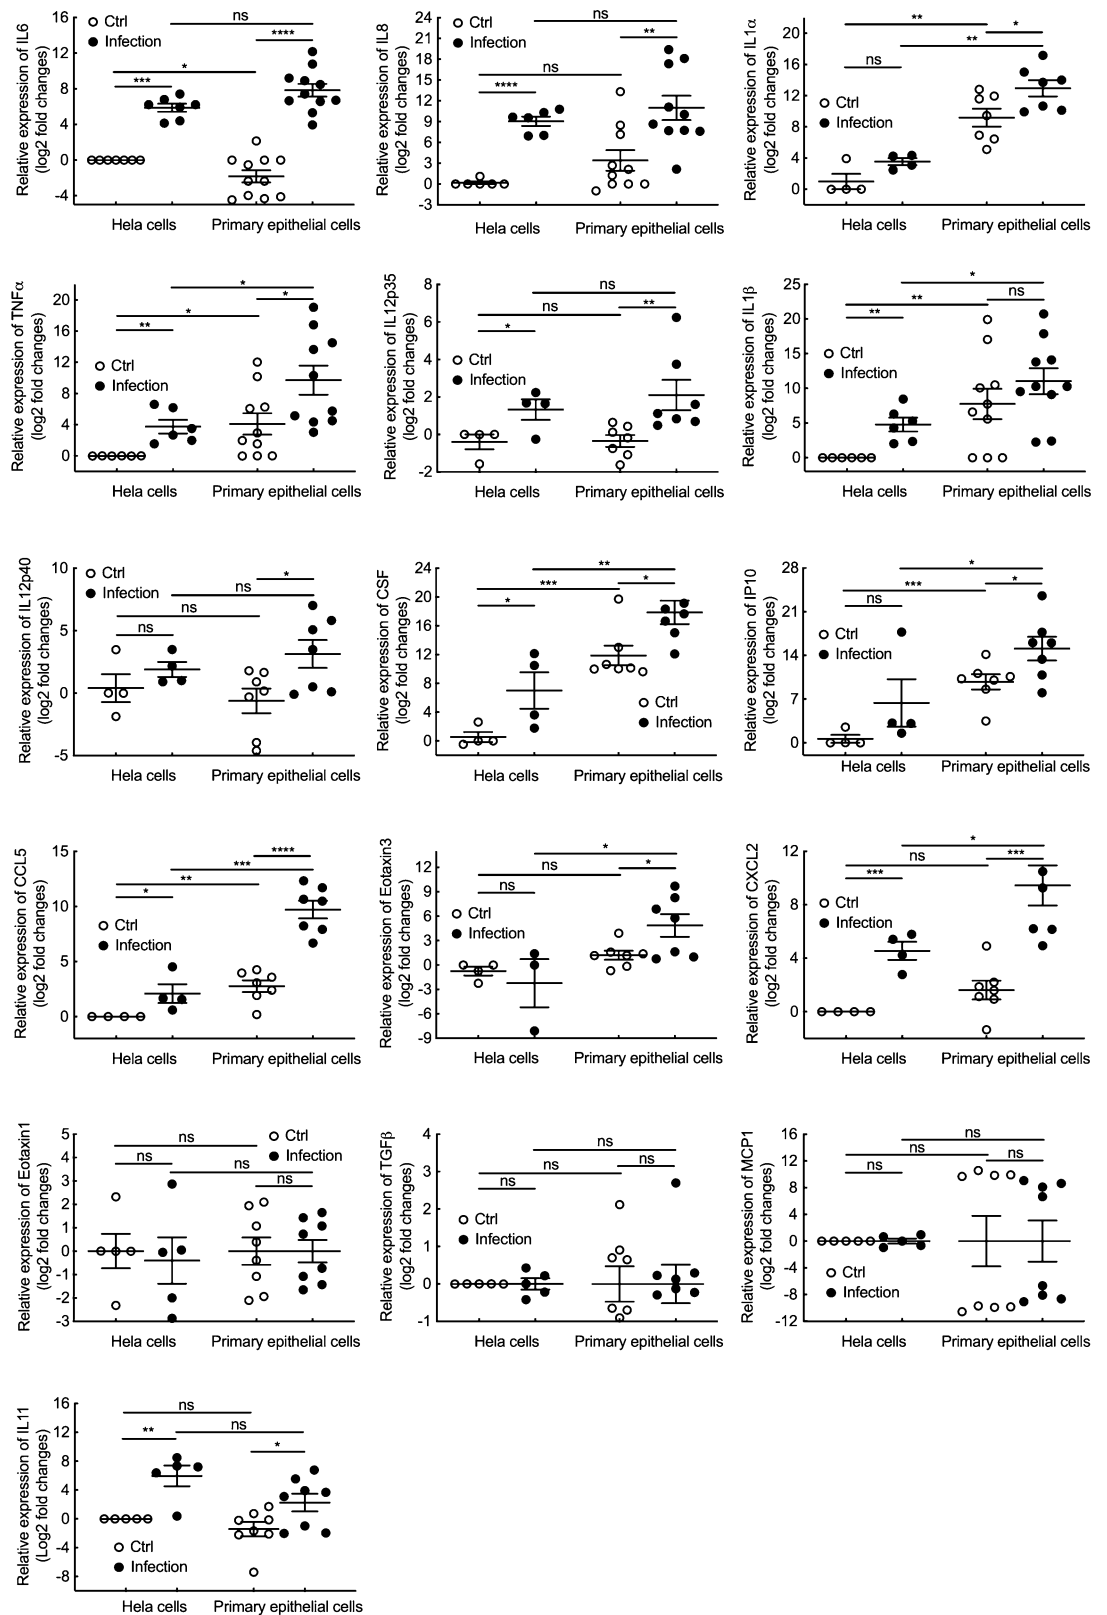 Relative expression of IL6
(log2 fold changes)
16
12
8
4
0
-4
Ctrl
Infection
ns
****
*
***
Hela cells
Primary epithelial cells
Relative expression of IL8
(log2 fold changes)
24
21
18
15
12
9
6
3
0
-3
Ctrl
Infection
ns
**
ns
****
Hela cells
Primary epithelial cells
Relative expression of IL1α
(log2 fold changes)
20
16
12
8
4
0
**
*
**
ns
Ctrl
Infection
Hela cells
Primary epithelial cells
Relative expression of TNFα
(log2 fold changes)
20
16
12
8
4
0
*
*
*
**
Ctrl
Infection
Hela cells
Primary epithelial cells
Relative expression of IL12p35
(log2 fold changes)
8
6
4
2
0
-2
ns
**
ns
*
Ctrl
Infection
Hela cells
Primary epithelial cells
Relative expression of IL1β
(log2 fold changes)
25
20
15
10
5
0
*
ns
**
**
Ctrl
Infection
Hela cells
Primary epithelial cells
Relative expression of IL12p40
(log2 fold changes)
10
5
0
-5
Ctrl
Infection
*
ns
ns
ns
Hela cells
Primary epithelial cells
Relative expression of CSF
(log2 fold changes)
24
20
16
12
8
4
0
**
*
***
*
Ctrl
Infection
Hela cells
Primary epithelial cells
Relative expression of IP10
(log2 fold changes)
28
21
14
7
0
*
*
***
ns
Ctrl
Infection
Hela cells
Primary epithelial cells
Relative expression of CCL5
(log2 fold changes)
15
10
5
0
****
***
**
*
Ctrl
Infection
Hela cells
Primary epithelial cells
Relative expression of Eotaxin3
(log2 fold changes)
12
9
6
3
0
-3
-6
-9
*
*
ns
ns
Ctrl
Infection
Hela cells
Primary epithelial cells
Relative expression of CXCL2
(log2 fold changes)
12
8
4
0
*
***
ns
***
Ctrl
Infection
Hela cells
Primary epithelial cells
Relative expression of Eotaxin1
(log2 fold changes)
5
4
3
2
1
0
-1
-2
-3
Ctrl
Infection
ns
ns
ns
ns
Hela cells
Primary epithelial cells
Relative expression of TGFβ
(log2 fold changes)
4
3
2
1
0
-1
ns
ns
ns
ns
Ctrl
Infection
Hela cells
Primary epithelial cells
Relative expression of MCP1
(log2 fold changes)
16
12
8
4
0
-4
-8
-12
ns
ns
ns
ns
Ctrl
Infection
Hela cells
Primary epithelial cells
Relative expression of IL11
(Log2 fold changes)
16
12
8
4
0
-4
-8
ns
ns
**
*
Ctrl
Infection
Hela cells
Primary epithelial cells